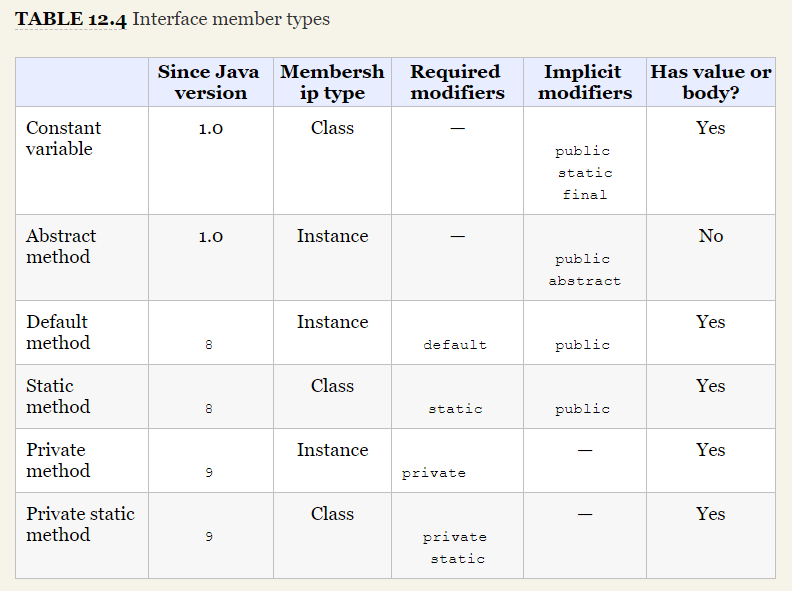 TABLE 12.4 Interface member types
Since Java version | Membersh ip type | Required modifiers | Implicit modifiers | Has value or body?
Constant variable | 1.0 | Class | — | public static final | Yes
Abstract method | 1.0 | Instance | — | public abstract | No
Default method | 8 | Instance | default | public | Yes
Static method | 8 | Class | static | public | Yes
Private method | 9 | Instance | private | — | Yes
Private static method | 9 | Class | private static | — | Yes